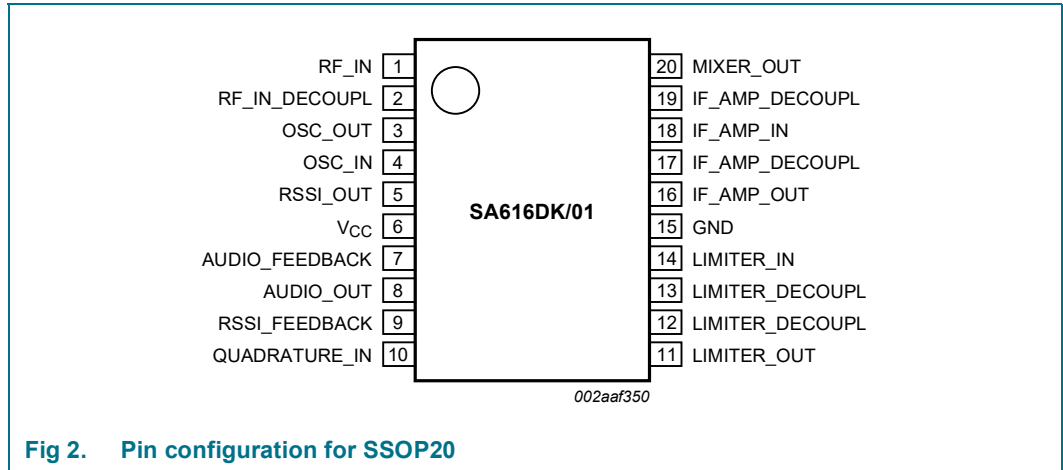 RF_IN 1
RF_IN_DECOUPL 2
OSC_OUT 3
OSC_IN 4
RSSI_OUT 5
VCC 6
AUDIO_FEEDBACK 7
AUDIO_OUT 8
RSSI_FEEDBACK 9
QUADRATURE_IN 10
SA616DK/01
20 MIXER_OUT
19 IF_AMP_DECOUPL
18 IF_AMP_IN
17 IF_AMP_DECOUPL
16 IF_AMP_OUT
15 GND
14 LIMITER_IN
13 LIMITER_DECOUPL
12 LIMITER_DECOUPL
11 LIMITER_OUT
002aaf350
Fig 2. Pin configuration for SSOP20